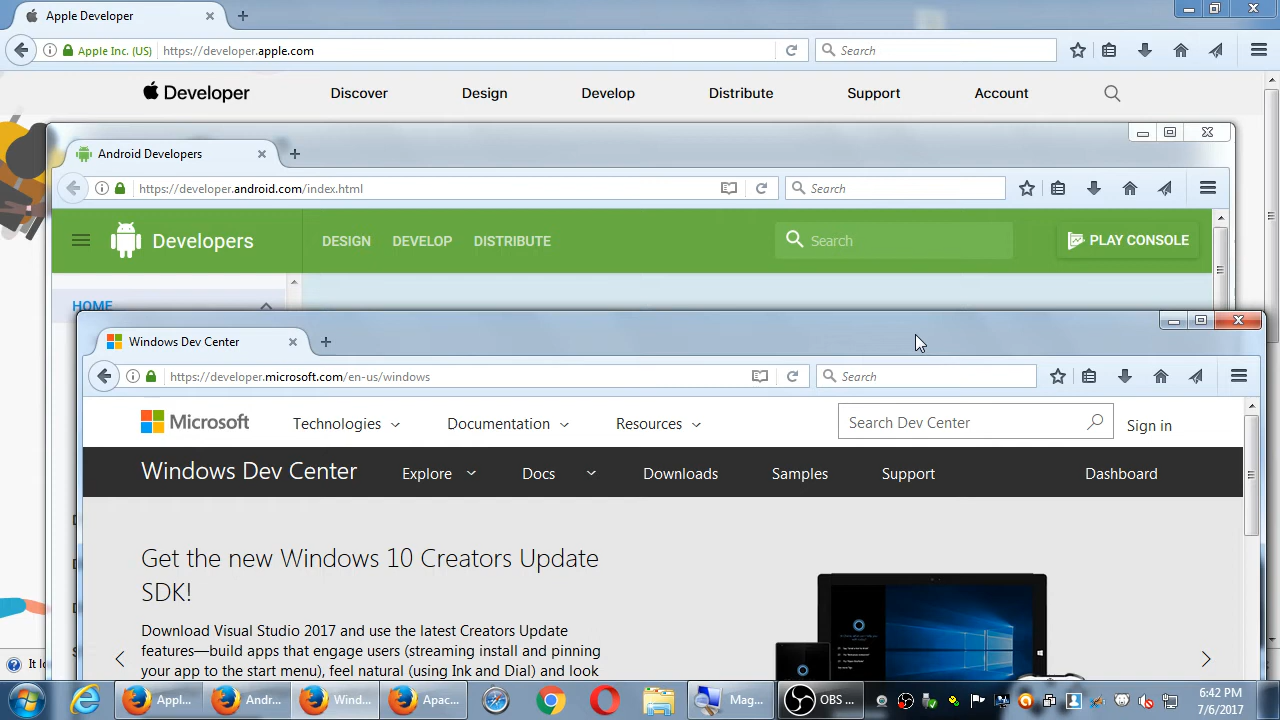 Apple Developer
Apple Inc. (US) https://developer.apple.com Search
Developer Discover Design Develop Distribute Support Account
Android Developers
https://developer.android.com/index.html Search
Developers DESIGN DEVELOP DISTRIBUTE Search PLAY CONSOLE
HOME
Windows Dev Center
https://developer.microsoft.com/en-us/windows Search
Microsoft Technologies Documentation Resources Search Dev Center Sign in
Windows Dev Center Explore Docs Downloads Samples Support Dashboard
Get the new Windows 10 Creators Update
SDK!
Download Visual Studio 2017 and use the latest Creators Update
features—build apps that engage users (streaming install and pinning
your app to the start menu), feel natural (using Ink and Dial) and look
Appl... Andr... Wind... Apac... Mag... OBS ... 6:42 PM
7/6/2017